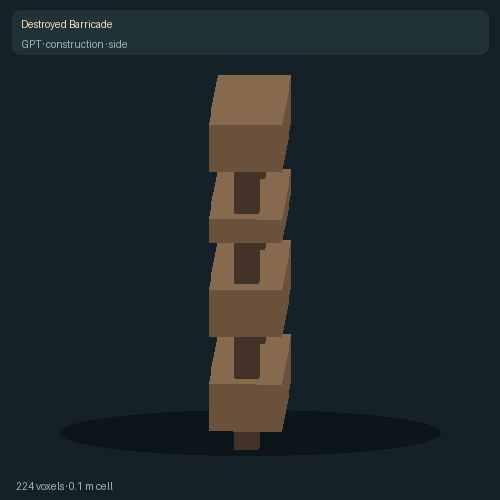 Destroyed Barricade
GPT · construction · side
224 voxels · 0.1 m cell